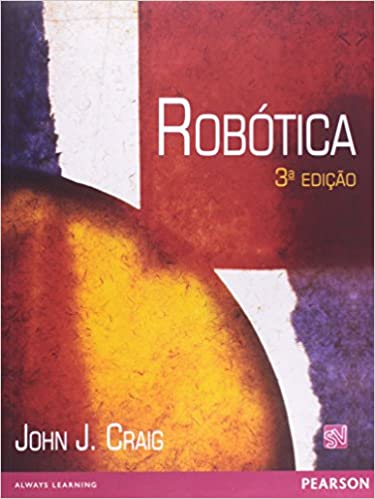 ROBÓTICA
3ª EDIÇÃO
JOHN J. CRAIG
SV
ALWAYS LEARNING
PEARSON